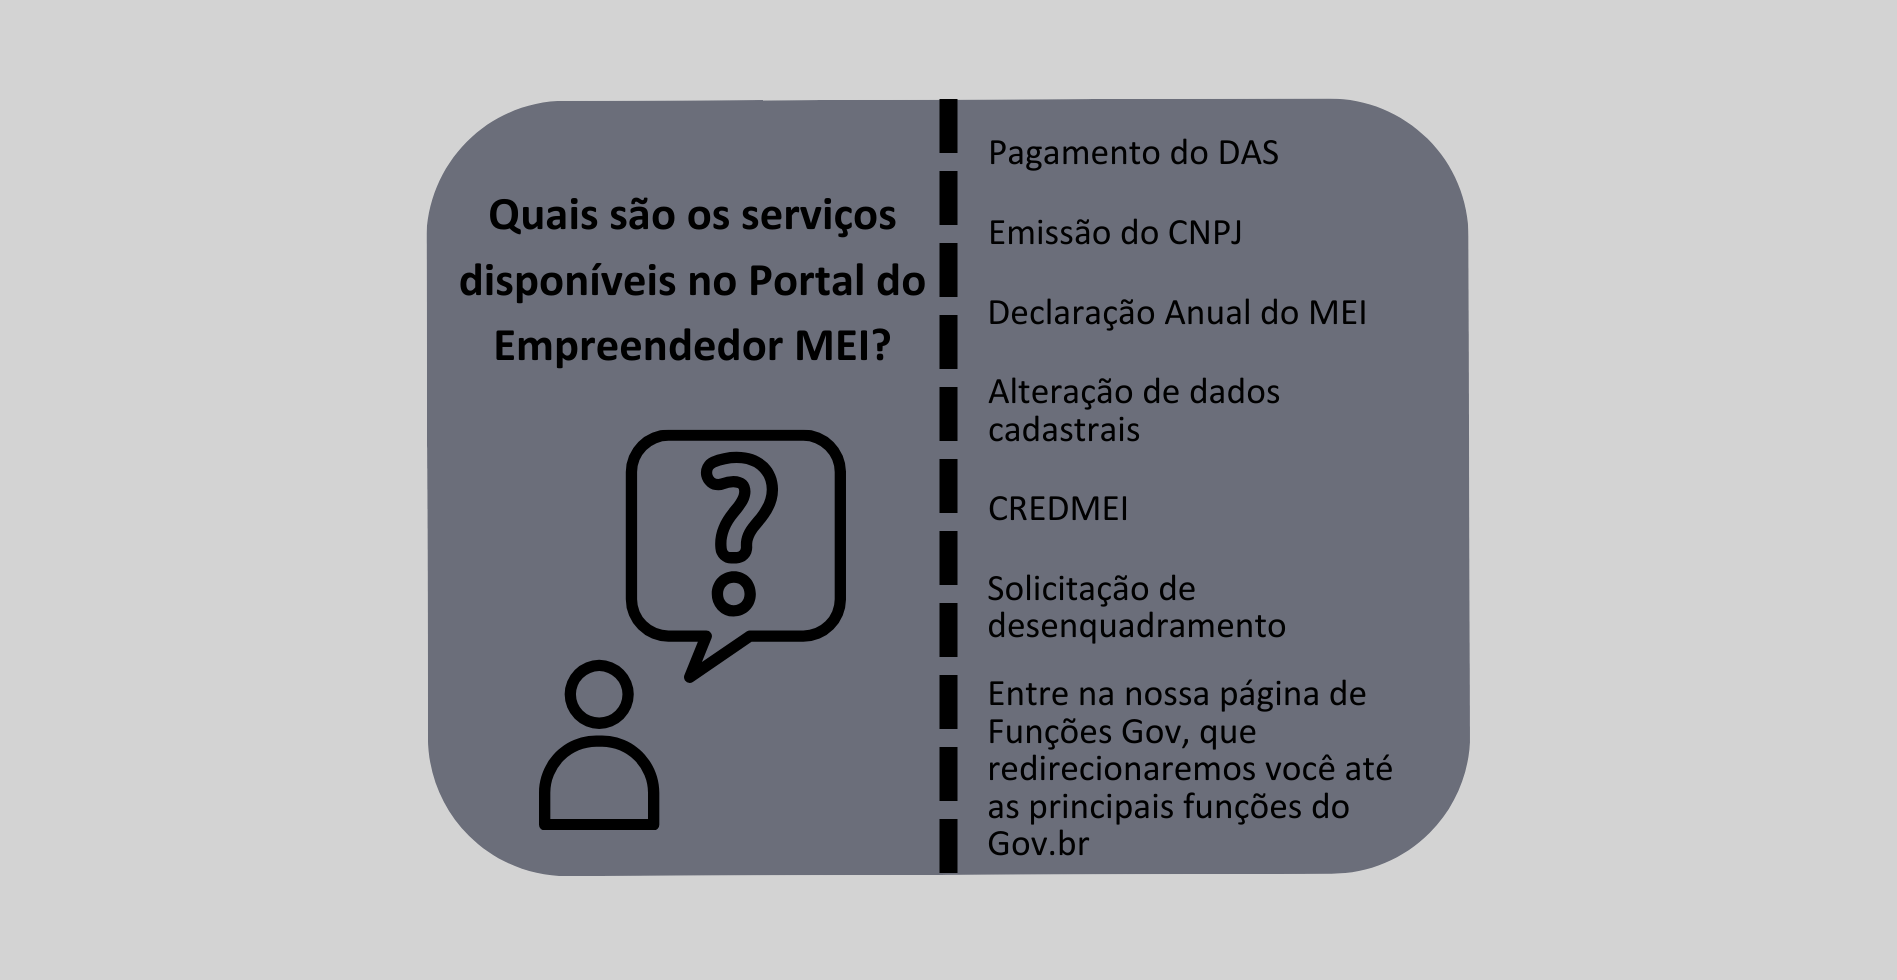 Quais são os serviços
disponíveis no Portal do
Empreendedor MEI?
Pagamento do DAS
Emissão do CNPJ
Declaração Anual do MEI
Alteração de dados
cadastrais
CREDMEI
Solicitação de
desenquadramento
Entre na nossa página de
Funções Gov, que
redirecionaremos você até
as principais funções do
Gov.br